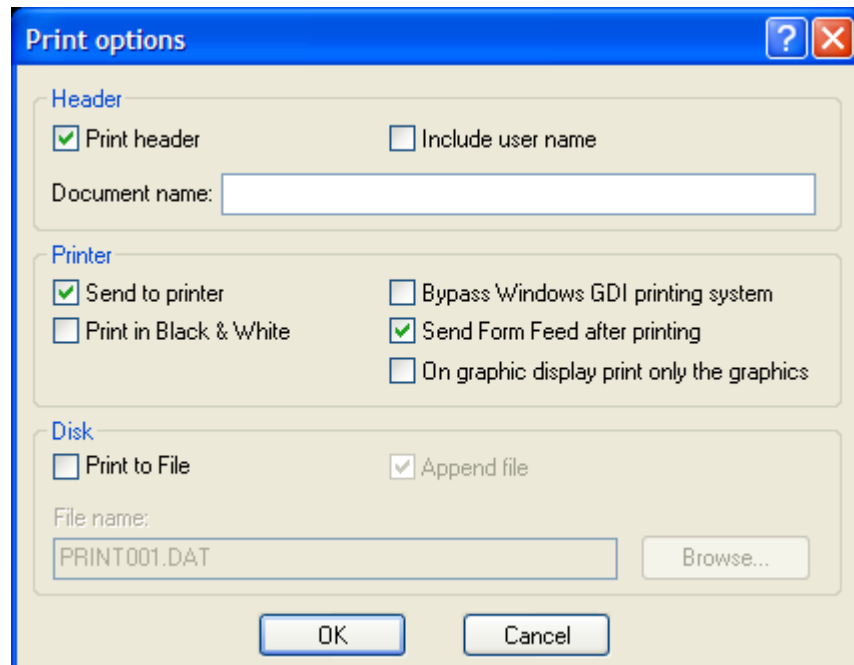 Print options
Header
Print header Include user name
Document name:
Printer
Send to printer Bypass Windows GDI printing system
Print in Black & White Send Form Feed after printing
On graphic display print only the graphics
Disk
Print to File Append file
File name:
PRINT001.DAT Browse...
OK Cancel